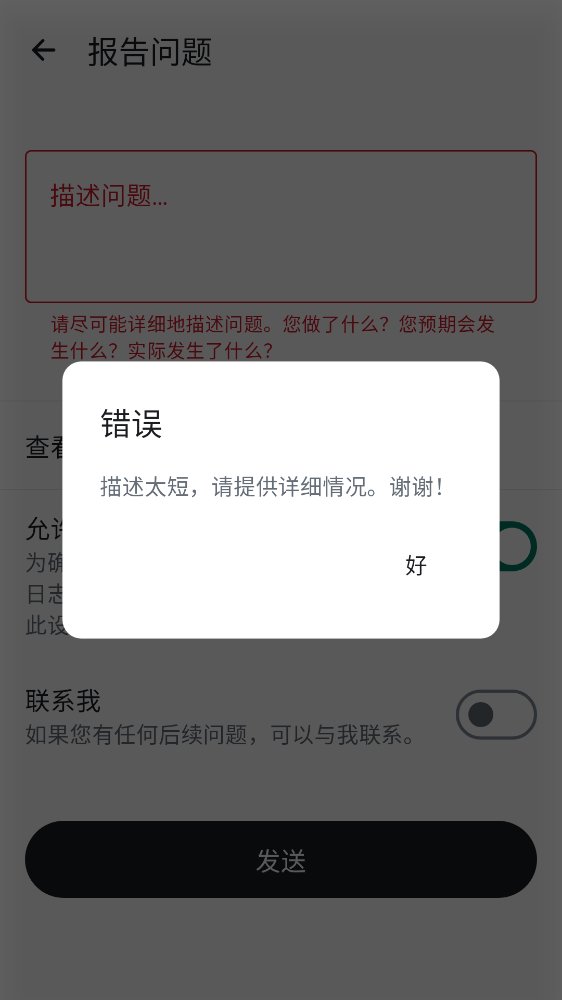 报告问题
描述问题...
请尽可能详细地描述问题。您做了什么？您预期会发
生什么？实际发生了什么？
错误
描述太短，请提供详细情况。谢谢！
好
查看
允许
为确
日志
此设
联系我
如果您有任何后续问题，可以与我联系。
发送